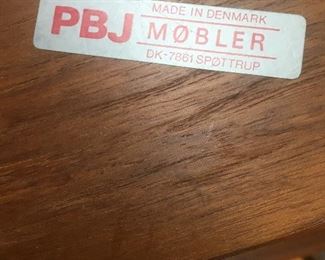 PBJ
MADE IN DENMARK
MØBLER
DK-7861 SPØTTRUP